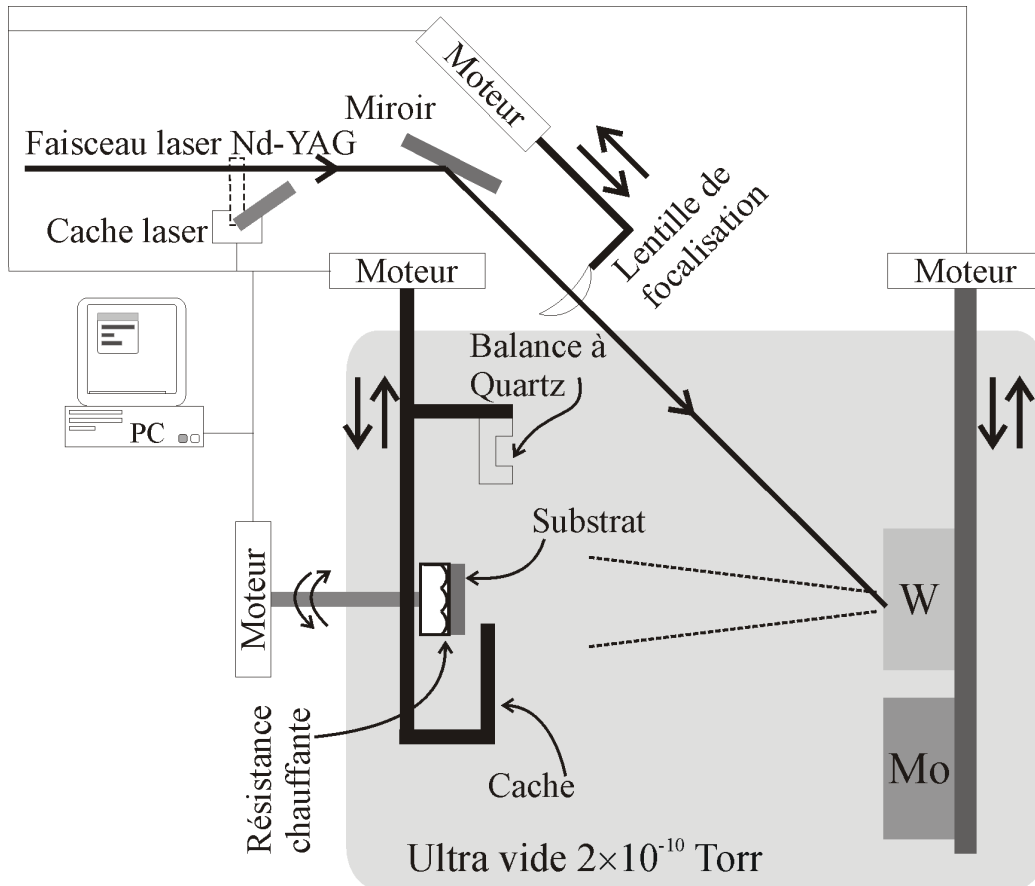 Moteur
Miroir
Faisceau laser Nd-YAG
Cache laser
Lentille de
focalisation
Moteur
Moteur
Balance à
Quartz
PC
Substrat
Moteur
W
Résistance
chauffante
Cache
Mo
Ultra vide 2×10⁻¹⁰ Torr